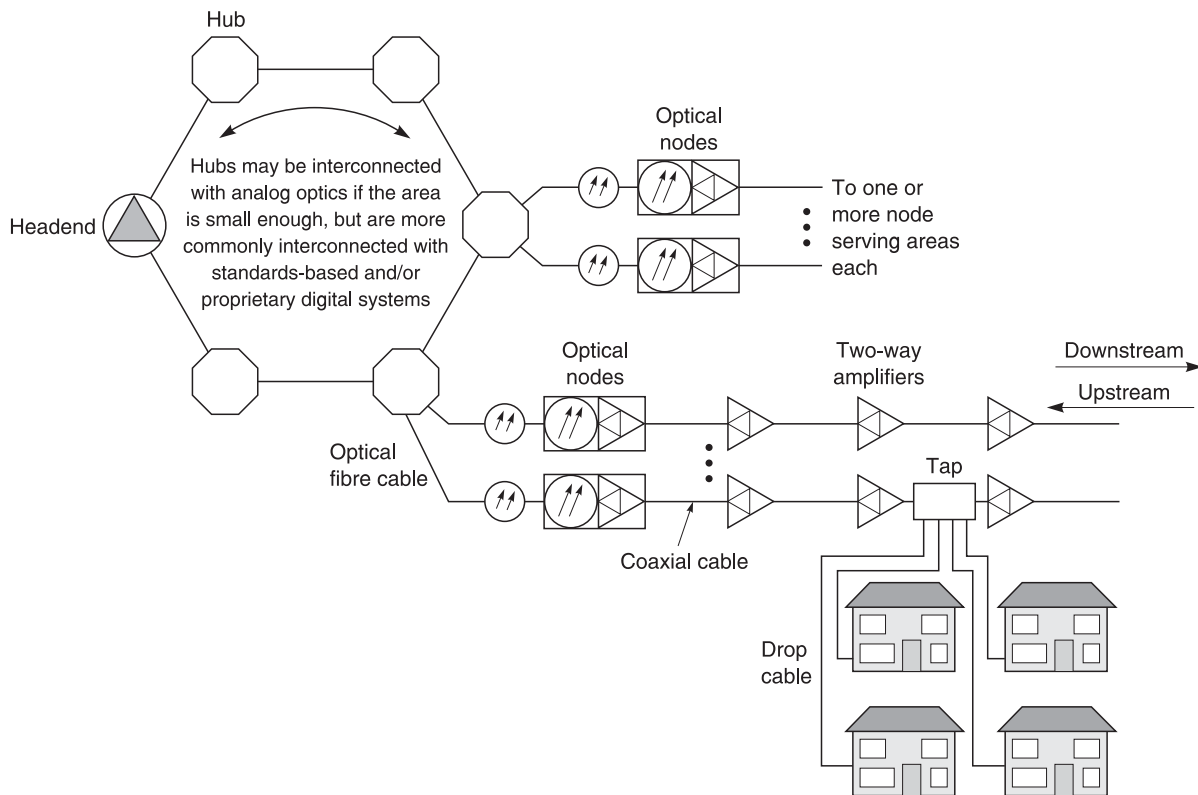 Hub
Hubs may be interconnected
with analog optics if the area
is small enough, but are more
commonly interconnected with
standards-based and/or
proprietary digital systems
Headend
Optical
nodes
To one or
more node
serving areas
each
Optical
nodes
Two-way
amplifiers
Downstream
Upstream
Optical
fibre cable
Tap
Coaxial cable
Drop
cable